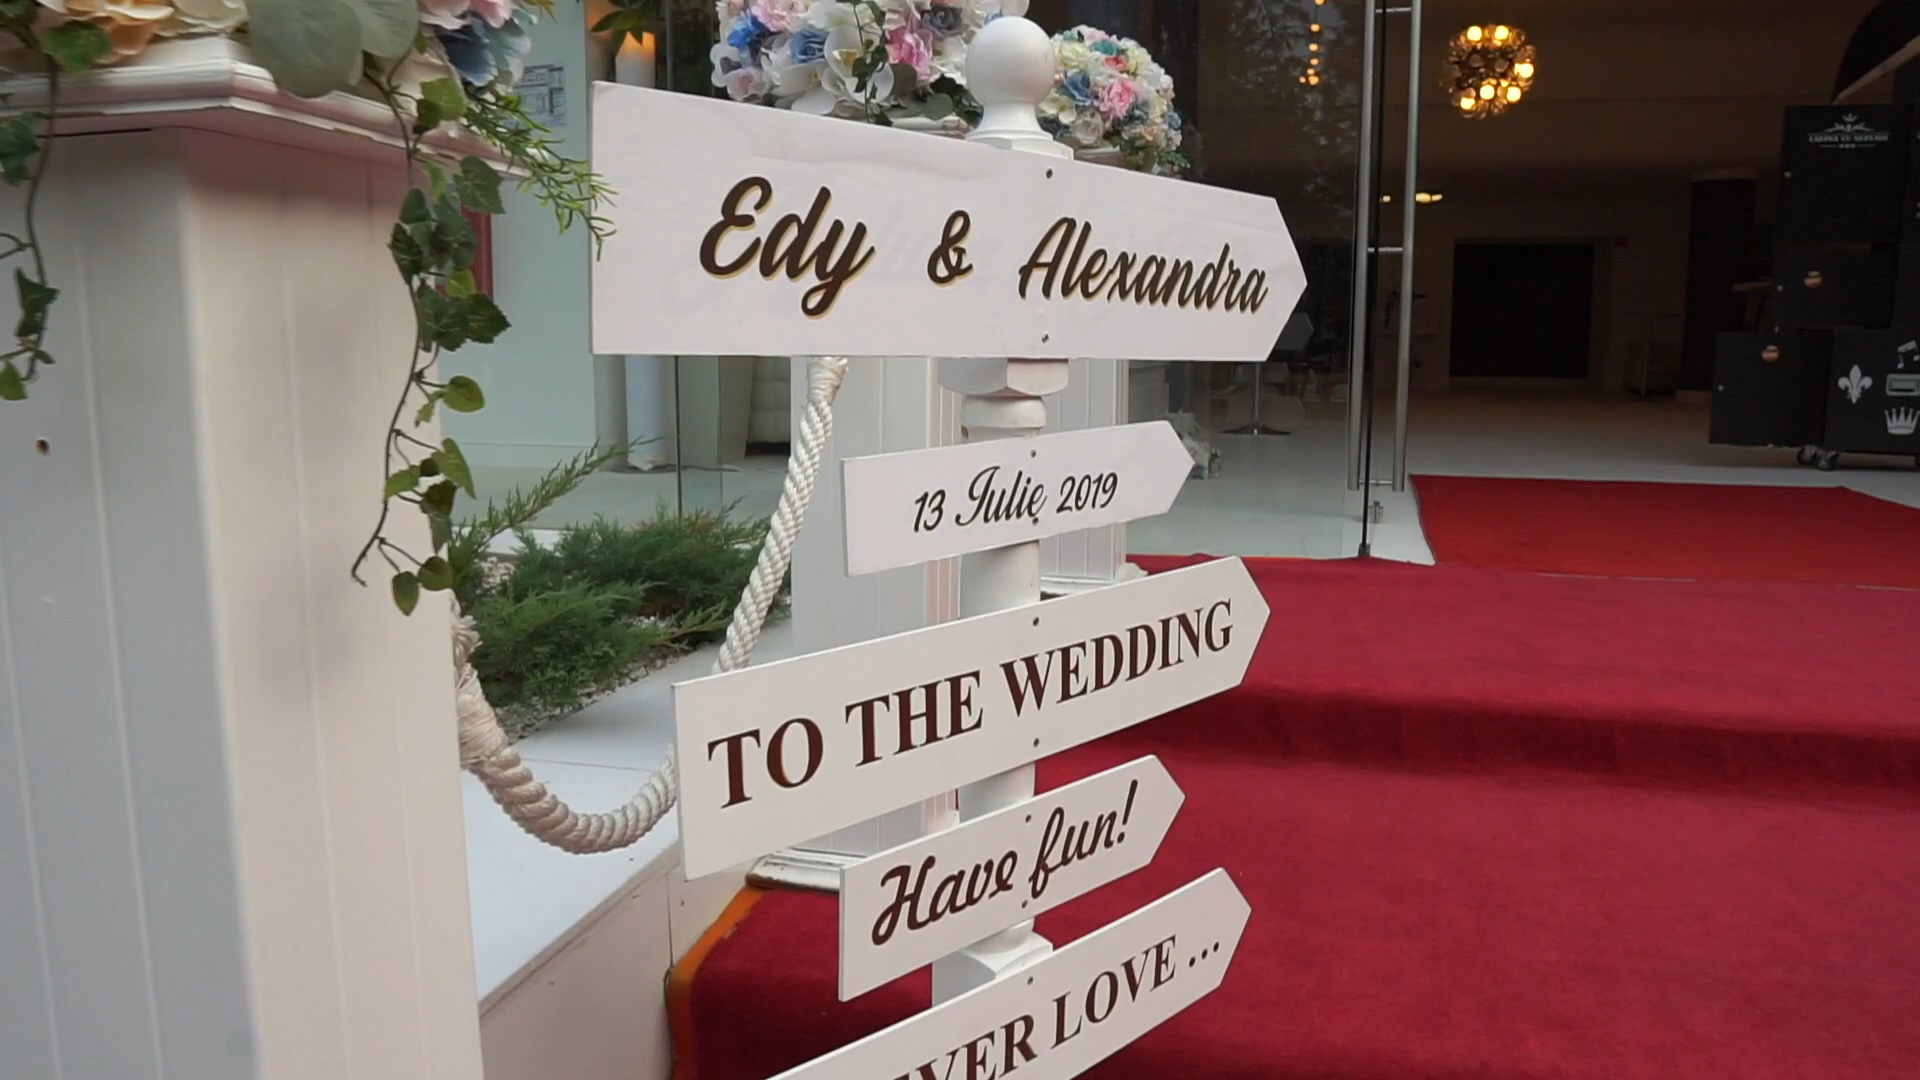 Edy & Alexandra
13 Iulie 2019
TO THE WEDDING
Have fun!
LOVE ...